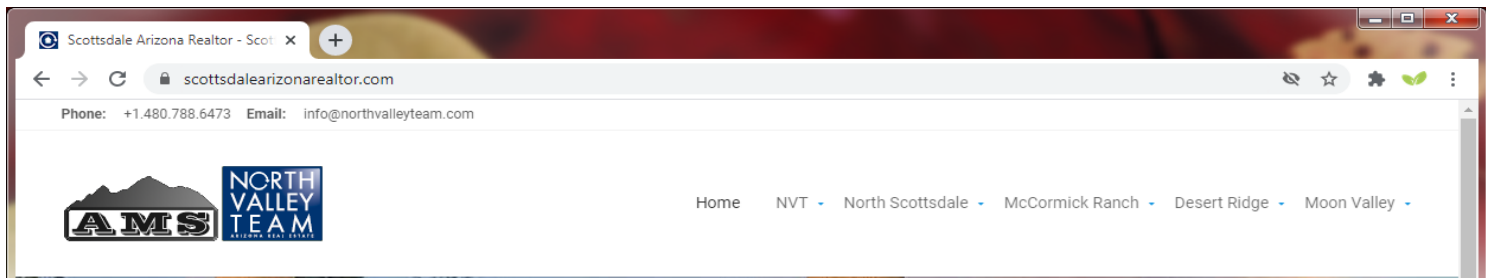 Scottsdale Arizona Realtor - Scot
scottsdalearizonarealtor.com
Phone: +1.480.788.6473 Email: info@northvalleyteam.com
AMS
NORTH
VALLEY
TEAM
ARIZONA REAL ESTATE
Home NVT North Scottsdale McCormick Ranch Desert Ridge Moon Valley